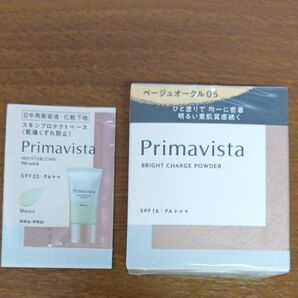 日中用美容液・化粧下地
スキンプロテクトベース
(乾燥くずれ防止)
Primavista
MOISTURIZING
PRIMER
SPF20・PA++
Melon
ベージュオークル05
ひと塗りで 均一に密着
明るい素肌質感続く
Primavista
BRIGHT CHARGE POWDER
SPF16・PA+++